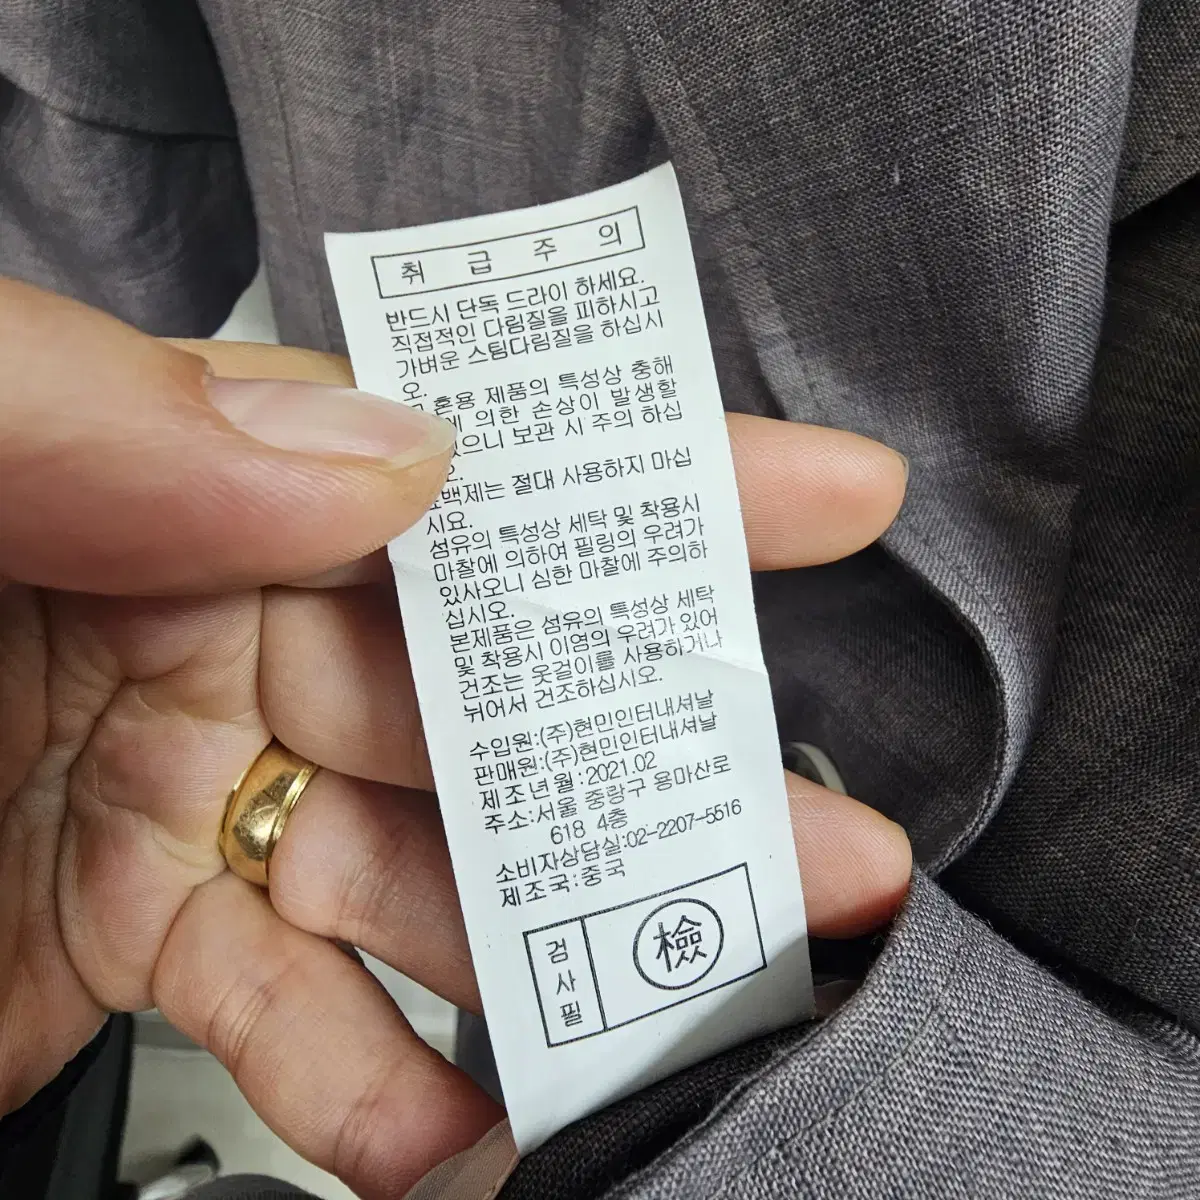 취 급 주 의
반드시 단독 드라이 하세요.
직접적인 다림질을 피하시고
가벼운 스팀다림질을 하십시
오.
혼용 제품의 특성상 충해
에 의한 손상이 발생할
있으니 보관 시 주의 하십
오.
표백제는 절대 사용하지 마십
시요.
섬유의 특성상 세탁 및 착용시
마찰에 의하여 필링의 우려가
있사오니 심한 마찰에 주의하
십시오.
본제품은 섬유의 특성상 세탁
및 착용시 이염의 우려가 있어
건조는 옷걸이를 사용하거나
뉘어서 건조하십시오.
수입원:(주)현민인터내셔날
판매원:(주)현민인터내셔날
제조년월:2021.02
주소:서울 중랑구 용마산로
618 4층
소비자상담실:02-2207-5516
제조국:중국
검사필
檢